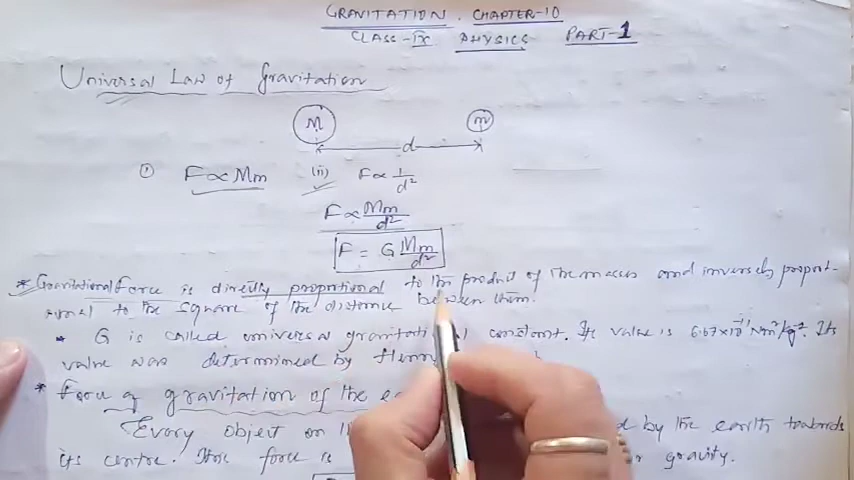 GRAVITATION. CHAPTER-10
CLASS-IX PHYSICS PART-1
Universal Law of Gravitation
M m
d
(i) F ∝ Mm (ii) F ∝ 1/d²
F ∝ Mm/d²
F = G Mm/d²
* Gravitational force is directly proportional to the product of the masses and inversely proport-
ional to the square of the distance between them.
* G is called universal gravitational constant. Its value is 6.67×10⁻¹¹ Nm²/kg². Its
value was determined by Henry
* Force of gravitation of the
Every object on by the earth towards
its centre. This force is gravity.